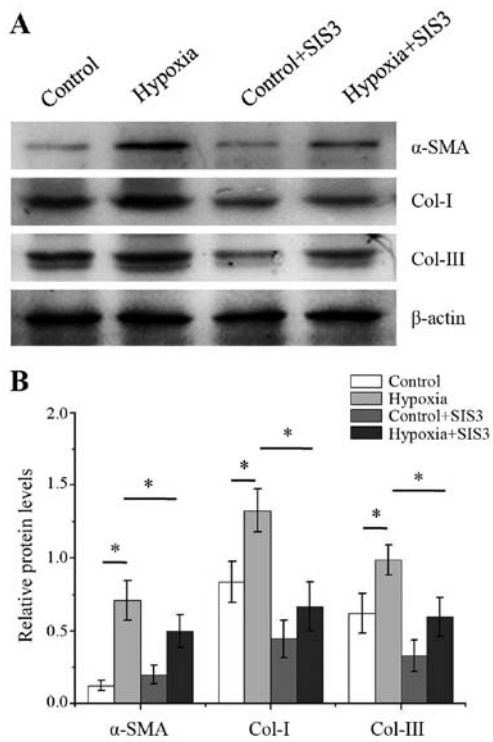 A
Control Hypoxia Control+SIS3 Hypoxia+SIS3
α-SMA
Col-I
Col-III
β-actin
B
Control
Hypoxia
Control+SIS3
Hypoxia+SIS3
Relative protein levels
2.0
1.5
1.0
0.5
0.0
* * * * * *
α-SMA Col-I Col-III